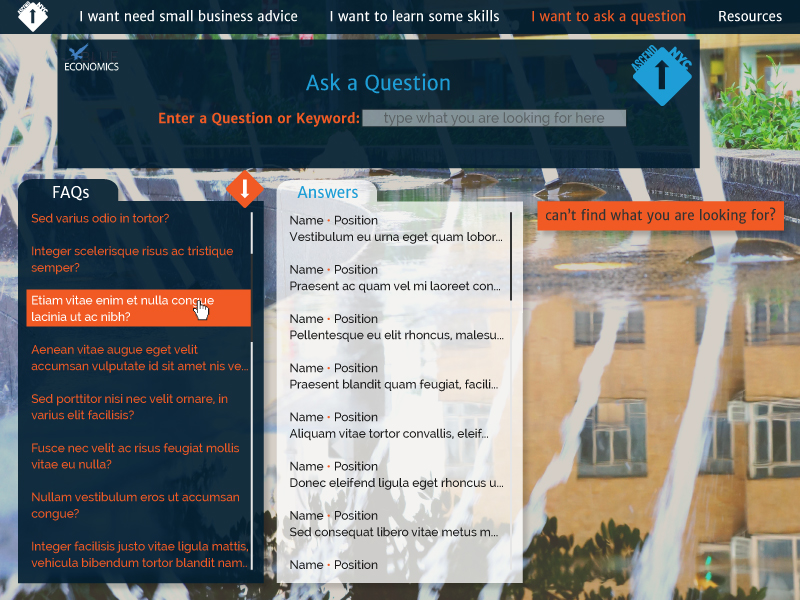 ASCEND NYC
I want need small business advice
I want to learn some skills
I want to ask a question
Resources
ECONOMICS
Ask a Question
ASCEND NYC
Enter a Question or Keyword:
type what you are looking for here
FAQs
Sed varius odio in tortor?
Integer scelerisque risus ac tristique
semper?
Etiam vitae enim et nulla congue
lacinia ut ac nibh?
Aenean vitae augue eget velit
accumsan vulputate id sit amet nis ve...
Sed porttitor nisi nec velit ornare, in
varius elit facilisis?
Fusce nec velit ac risus feugiat mollis
vitae eu nulla?
Nullam vestibulum eros ut accumsan
congue?
Integer facilisis justo vitae ligula mattis,
vehicula bibendum tortor blandit nam..
Answers
Name • Position
Vestibulum eu urna eget quam lobor...
Name • Position
Praesent ac quam vel mi laoreet con...
Name • Position
Pellentesque eu elit rhoncus, malesu...
Name • Position
Praesent blandit quam feugiat, facili...
Name • Position
Aliquam vitae tortor convallis, eleif...
Name • Position
Donec eleifend ligula eget rhoncus u...
Name • Position
Sed consequat libero vitae metus m...
Name • Position
can't find what you are looking for?